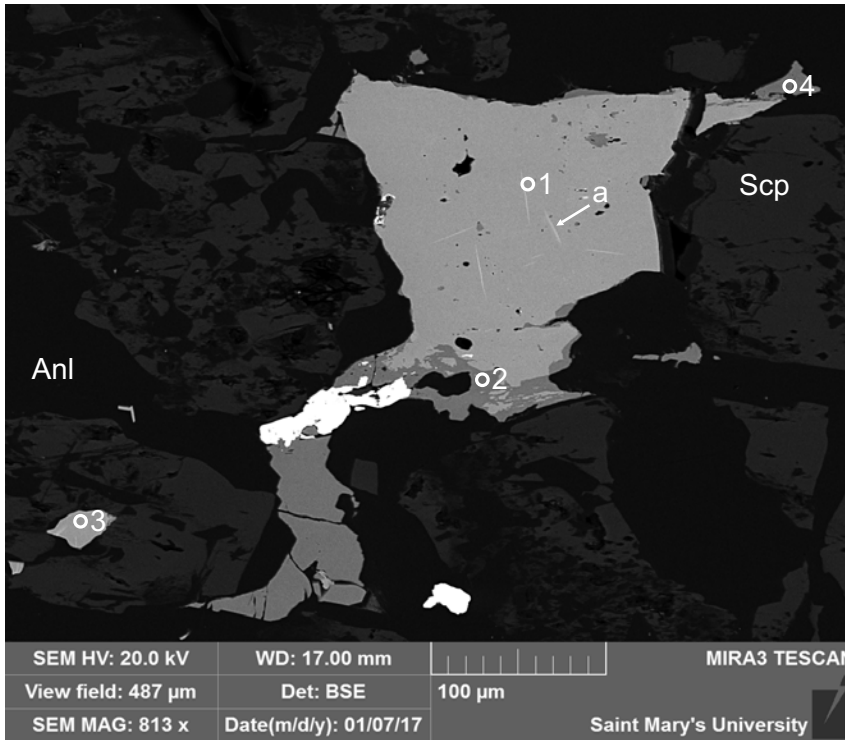 4
1
a
Scp
Anl
2
3
SEM HV: 20.0 kV WD: 17.00 mm MIRA3 TESCAN
View field: 487 µm Det: BSE 100 µm
SEM MAG: 813 x Date(m/d/y): 01/07/17 Saint Mary's University